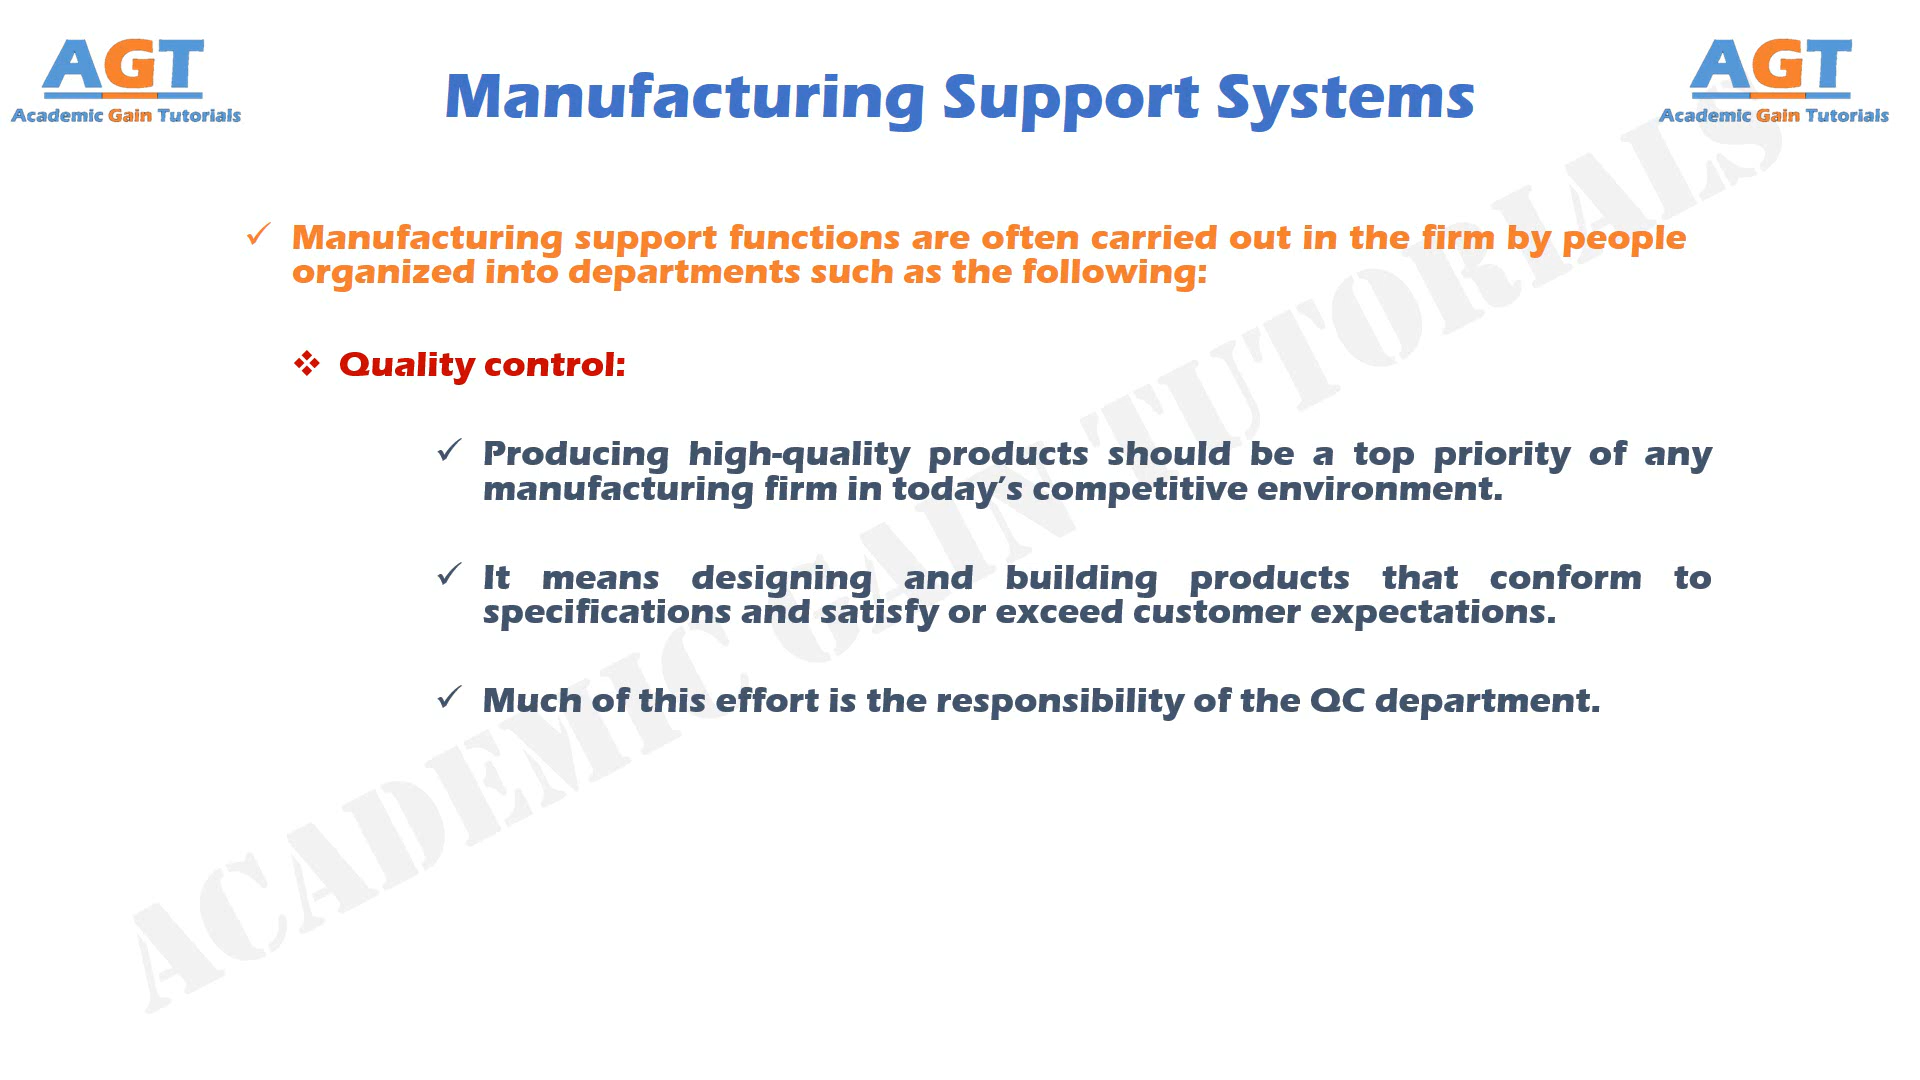 AGT
Academic Gain Tutorials
Manufacturing Support Systems
AGT
Academic Gain Tutorials
Manufacturing support functions are often carried out in the firm by people
organized into departments such as the following:
Quality control:
Producing high-quality products should be a top priority of any
manufacturing firm in today’s competitive environment.
It means designing and building products that conform to
specifications and satisfy or exceed customer expectations.
Much of this effort is the responsibility of the QC department.
ACADEMIC GAIN TUTORIALS